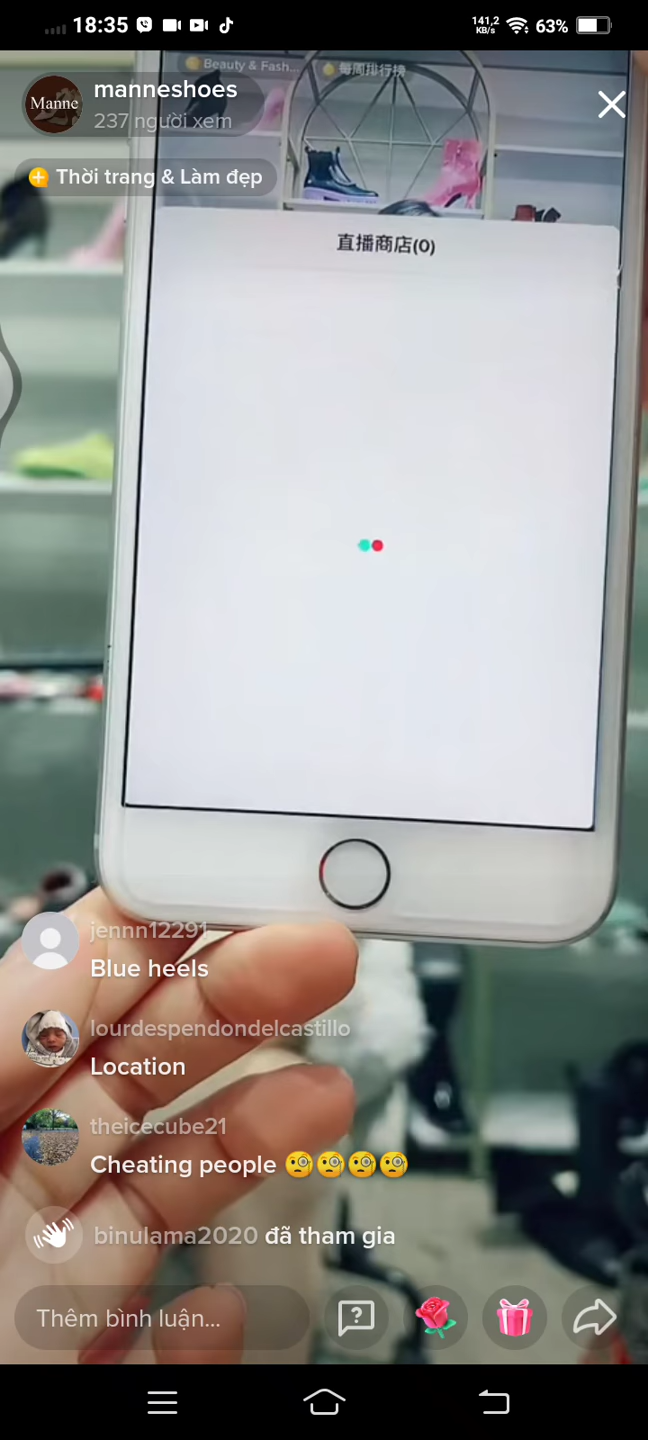 18:35
141,2
KB/s
63%
manneshoes
Manne
237 người xem
Beauty & Fash...
每周排行榜
Thời trang & Làm đẹp
直播商店(0)
jennn12291
Blue heels
lourdespendondelcastillo
Location
theicecube21
Cheating people 🧐🧐🧐🧐
binulama2020 đã tham gia
Thêm bình luận...